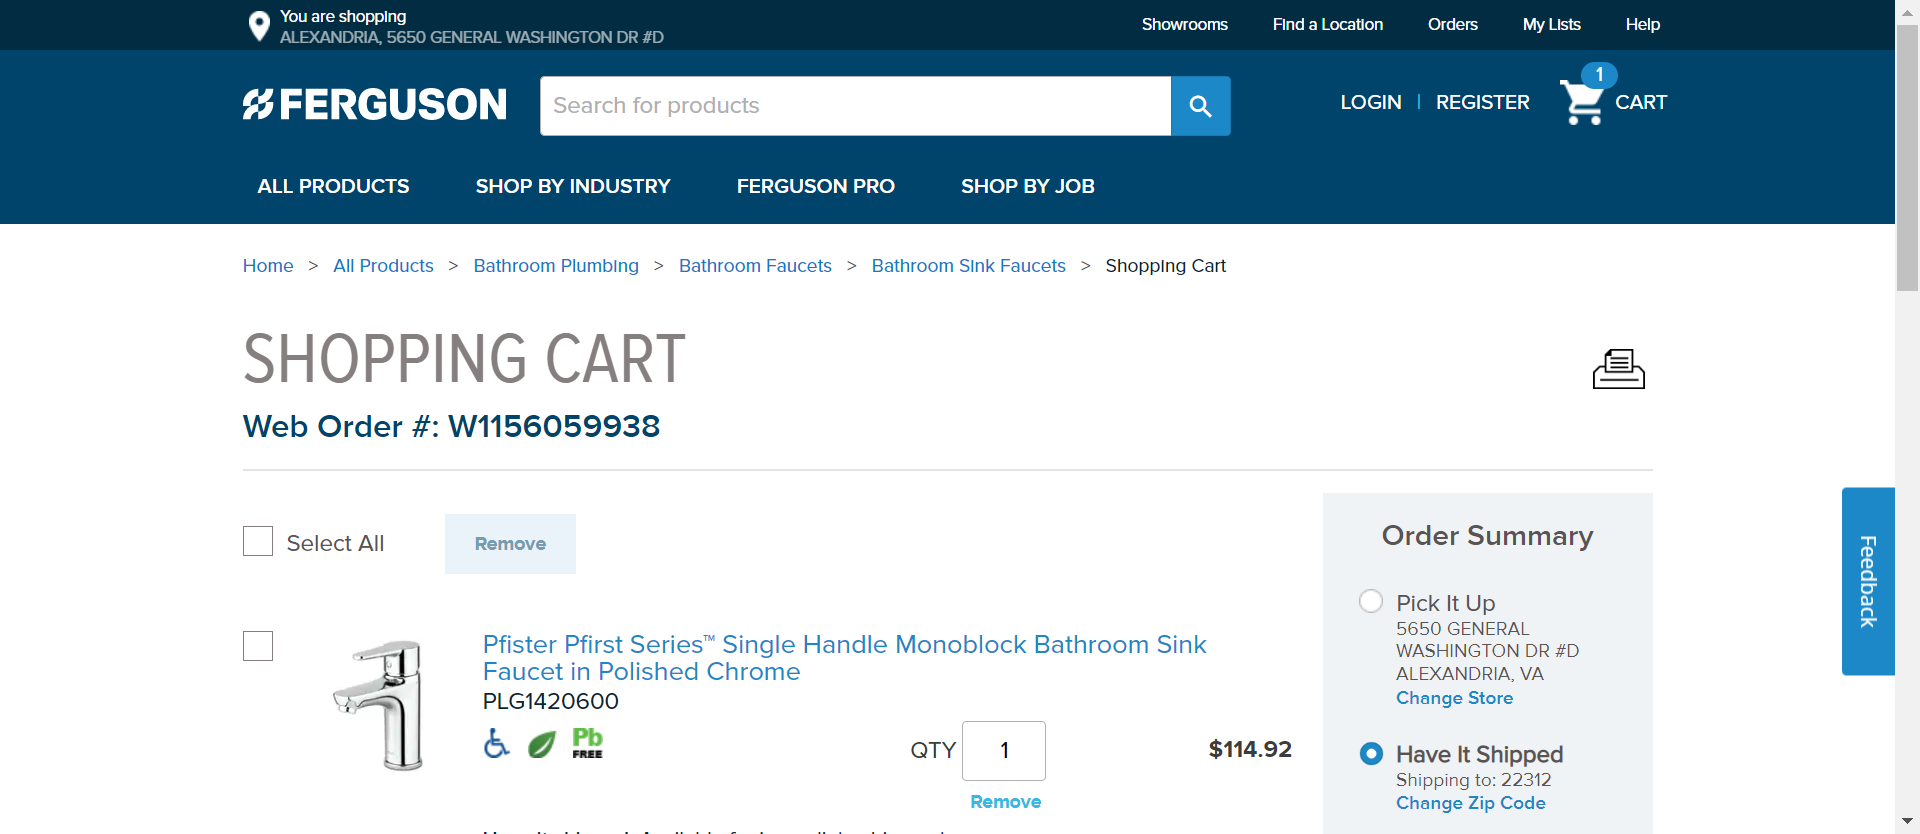 You are shopping
ALEXANDRIA, 5650 GENERAL WASHINGTON DR #D
Showrooms Find a Location Orders My Lists Help
FERGUSON
Search for products
LOGIN | REGISTER
1
CART
ALL PRODUCTS SHOP BY INDUSTRY FERGUSON PRO SHOP BY JOB
Home > All Products > Bathroom Plumbing > Bathroom Faucets > Bathroom Sink Faucets > Shopping Cart
SHOPPING CART
Web Order #: W1156059938
Select All
Remove
Pfister Pfirst Series™ Single Handle Monoblock Bathroom Sink
Faucet in Polished Chrome
PLG1420600
Pb
FREE
QTY 1
$114.92
Remove
Order Summary
Pick It Up
5650 GENERAL
WASHINGTON DR #D
ALEXANDRIA, VA
Change Store
Have It Shipped
Shipping to: 22312
Change Zip Code
Feedback